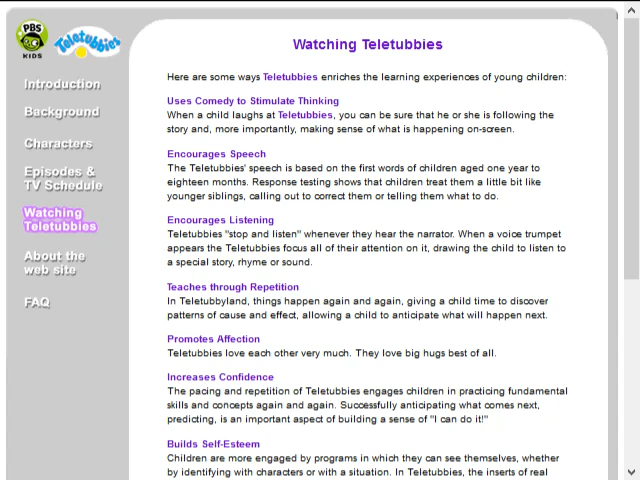 PBS
KIDS
Teletubbies
Introduction
Background
Characters
Episodes &
TV Schedule
Watching
Teletubbies
About the
web site
FAQ
Watching Teletubbies
Here are some ways Teletubbies enriches the learning experiences of young children:
Uses Comedy to Stimulate Thinking
When a child laughs at Teletubbies, you can be sure that he or she is following the
story and, more importantly, making sense of what is happening on-screen.
Encourages Speech
The Teletubbies' speech is based on the first words of children aged one year to
eighteen months. Response testing shows that children treat them a little bit like
younger siblings, calling out to correct them or telling them what to do.
Encourages Listening
Teletubbies "stop and listen" whenever they hear the narrator. When a voice trumpet
appears the Teletubbies focus all of their attention on it, drawing the child to listen to
a special story, rhyme or sound.
Teaches through Repetition
In Teletubbyland, things happen again and again, giving a child time to discover
patterns of cause and effect, allowing a child to anticipate what will happen next.
Promotes Affection
Teletubbies love each other very much. They love big hugs best of all.
Increases Confidence
The pacing and repetition of Teletubbies engages children in practicing fundamental
skills and concepts again and again. Successfully anticipating what comes next,
predicting, is an important aspect of building a sense of "I can do it!"
Builds Self-Esteem
Children are more engaged by programs in which they can see themselves, whether
by identifying with characters or with a situation. In Teletubbies, the inserts of real